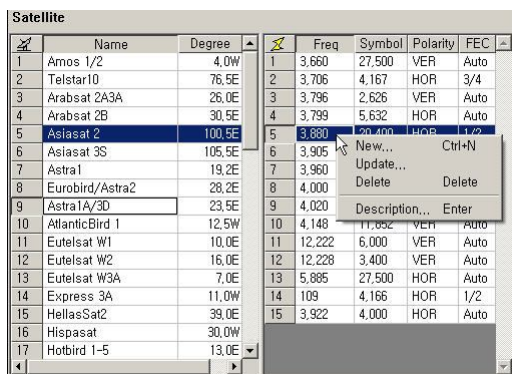 Satellite
Name Degree
1 Amos 1/2 4,0W
2 Telstar10 76,5E
3 Arabsat 2A3A 26,0E
4 Arabsat 2B 30,5E
5 Asiasat 2 100,5E
6 Asiasat 3S 105,5E
7 Astra1 19,2E
8 Eurobird/Astra2 28,2E
9 Astra1A/3D 23,5E
10 AtlanticBird 1 12,5W
11 Eutelsat W1 10,0E
12 Eutelsat W2 16,0E
13 Eutelsat W3A 7,0E
14 Express 3A 11,0W
15 HellasSat2 39,0E
16 Hispasat 30,0W
17 Hotbird 1-5 13,0E
Freq Symbol Polarity FEC
1 3,660 27,500 VER Auto
2 3,706 4,167 HOR 3/4
3 3,796 2,626 VER Auto
4 3,799 5,632 HOR Auto
5 3,880 20,400 HOR 1/2
6 3,905
7 3,960
8 4,000
9 4,020
10 4,148 11,852 VER Auto
11 12,222 6,000 VER Auto
12 12,228 3,400 VER Auto
13 5,885 27,500 HOR Auto
14 109 4,166 HOR 1/2
15 3,922 4,000 HOR Auto
New... Ctrl+N
Update...
Delete Delete
Description... Enter